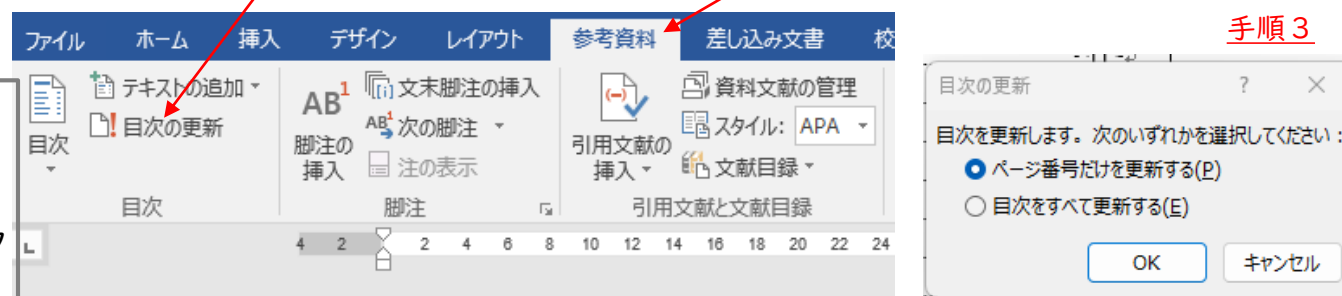 手順３
ファイル ホーム 挿入 デザイン レイアウト 参考資料 差し込み文書 校
目次
テキストの追加
目次の更新
目次
AB1
脚注の
挿入
文末脚注の挿入
次の脚注
注の表示
脚注
引用文献の
挿入
資料文献の管理
スタイル: APA
文献目録
引用文献と文献目録
4 2 2 4 6 8 10 12 14 16 18 20 22 24
目次の更新 ? ×
目次を更新します。次のいずれかを選択してください:
ページ番号だけを更新する(P)
目次をすべて更新する(E)
OK キャンセル